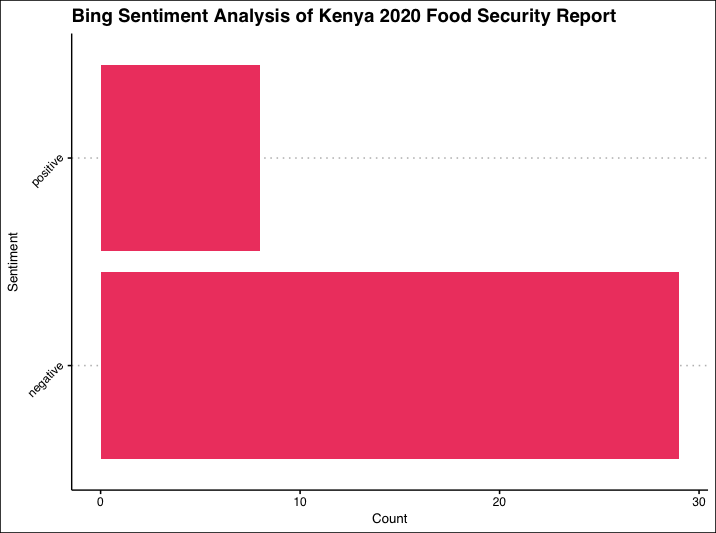 Bing Sentiment Analysis of Kenya 2020 Food Security Report
positive
Sentiment
negative
0 10 20 30
Count